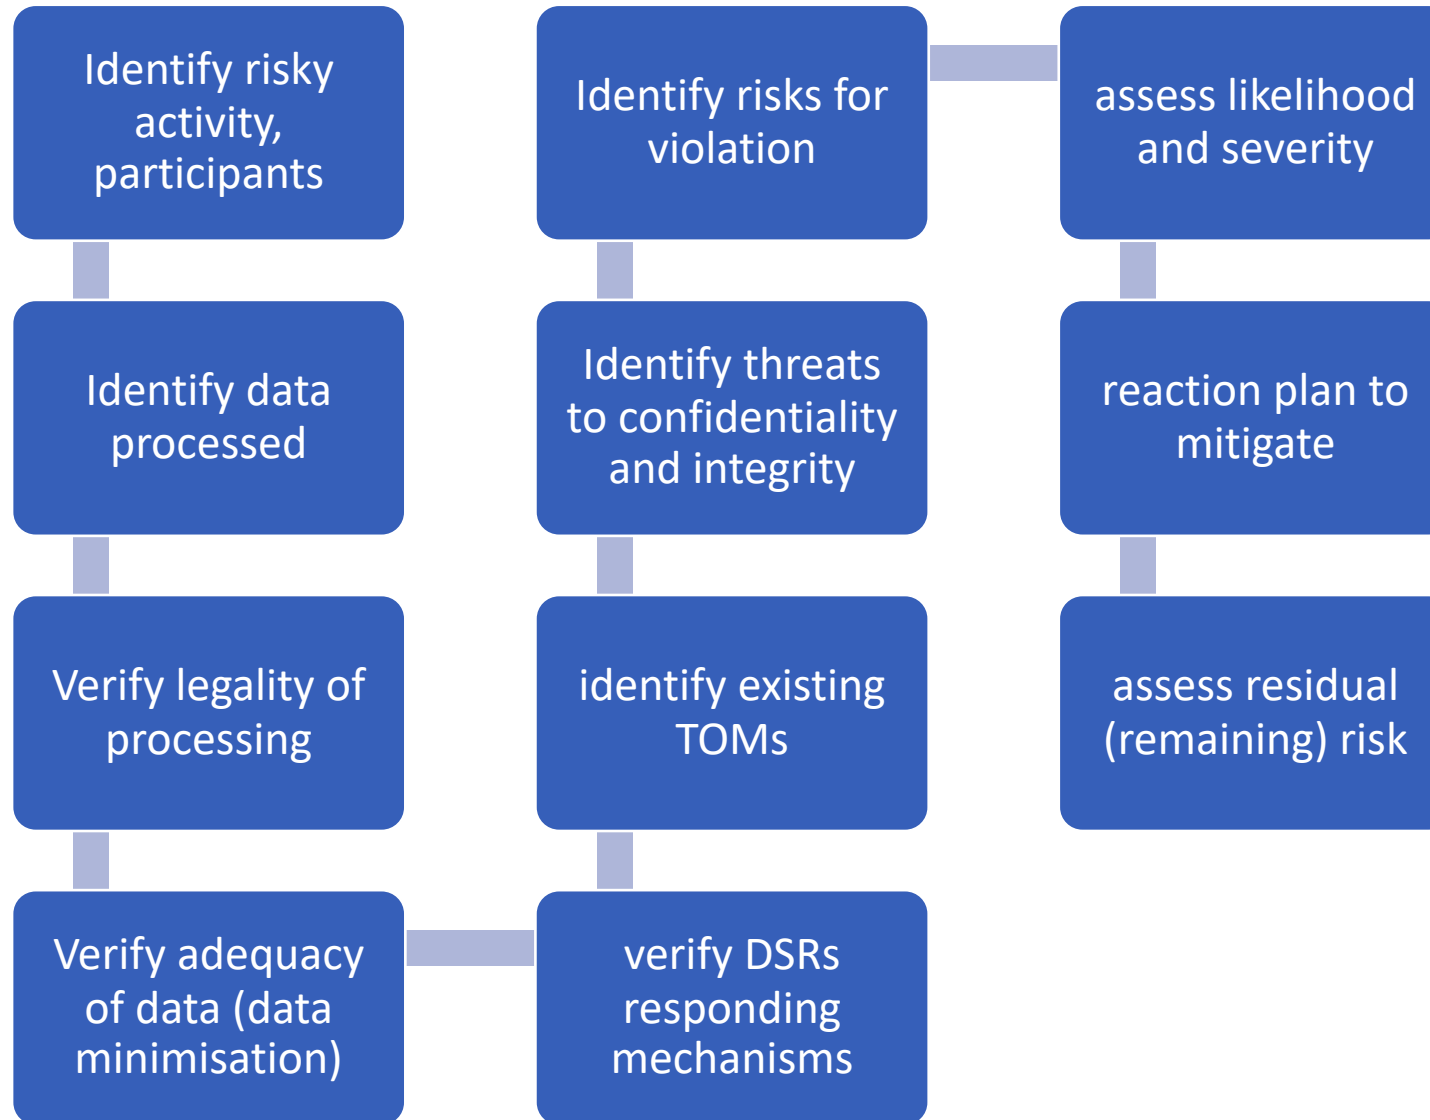 Identify risky
activity,
participants
Identify data
processed
Verify legality of
processing
Verify adequacy
of data (data
minimisation)
verify DSRs
responding
mechanisms
identify existing
TOMs
Identify threats
to confidentiality
and integrity
Identify risks for
violation
assess likelihood
and severity
reaction plan to
mitigate
assess residual
(remaining) risk